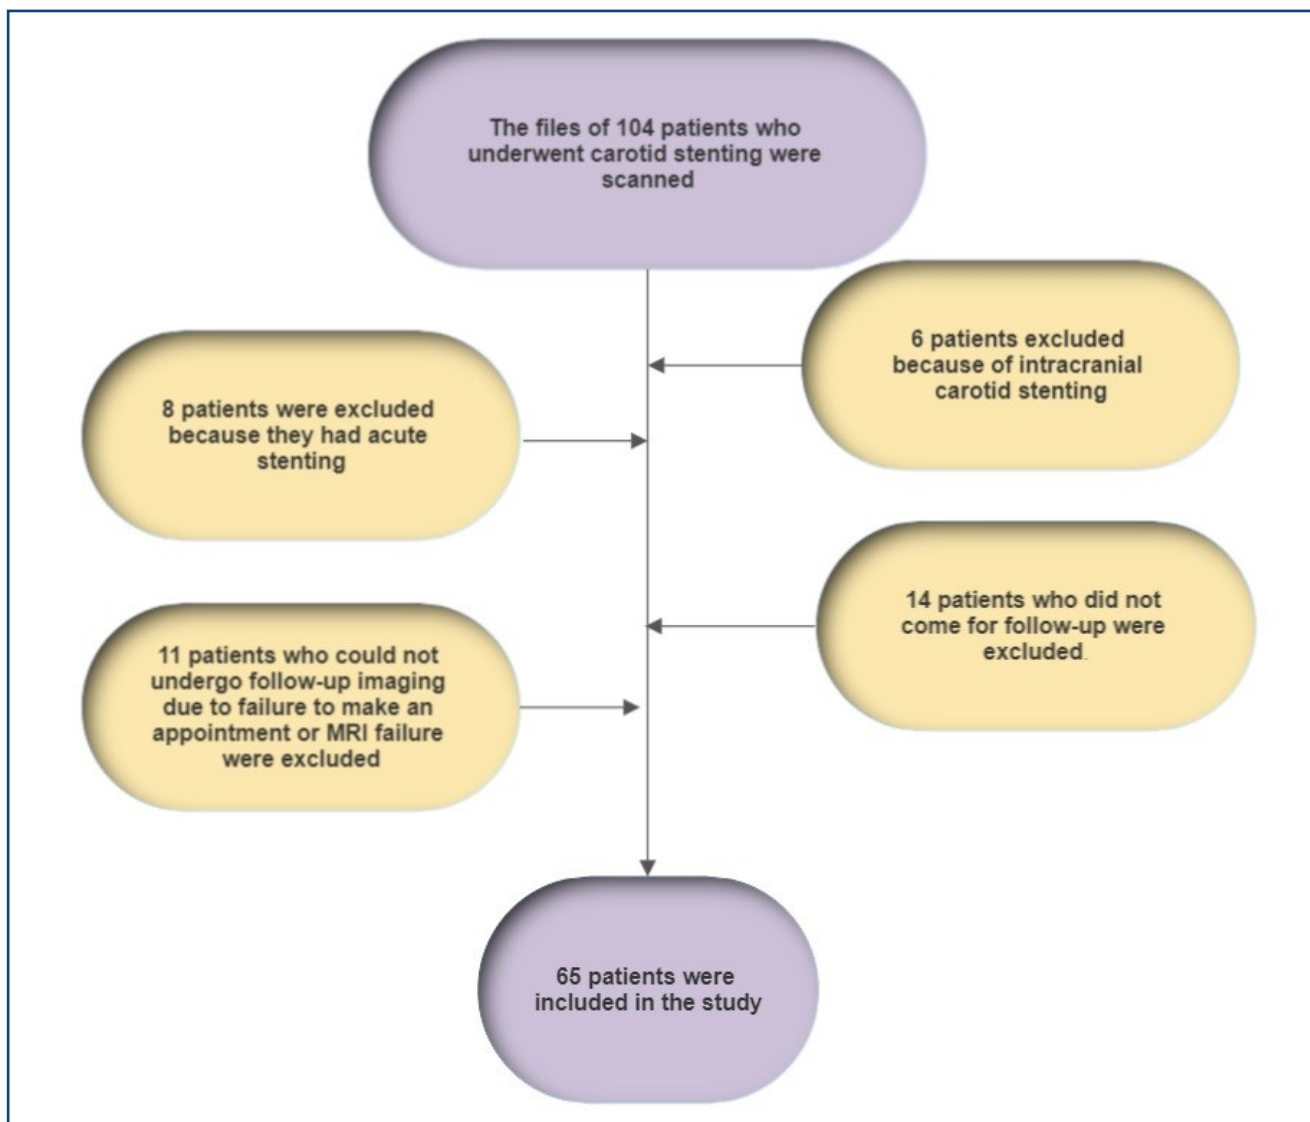 The files of 104 patients who
underwent carotid stenting were
scanned
6 patients excluded
because of intracranial
carotid stenting
8 patients were excluded
because they had acute
stenting
14 patients who did not
come for follow-up were
excluded.
11 patients who could not
undergo follow-up imaging
due to failure to make an
appointment or MRI failure
were excluded
65 patients were
included in the study